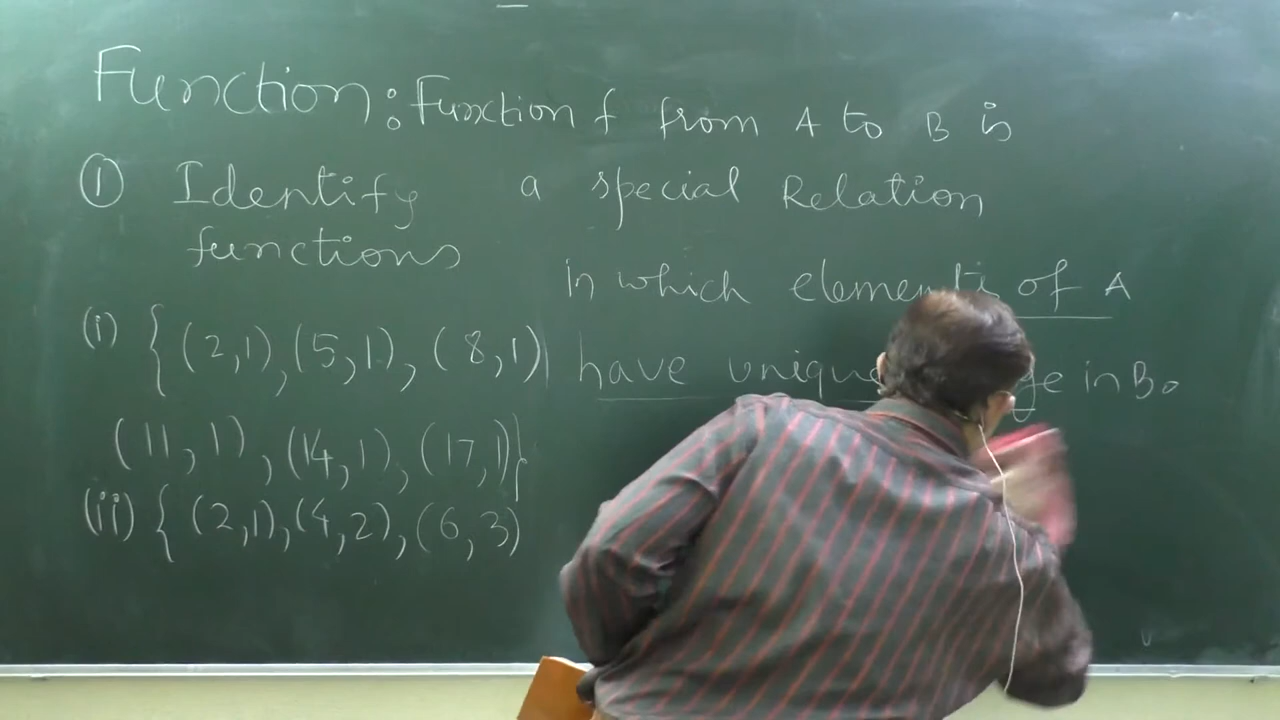 Function: Function f from A to B is
① Identify a special Relation
functions
in which elements of A
(i) { (2,1), (5,1), (8,1), have unique in B.
(11,1), (14,1), (17,1)}
(ii) { (2,1), (4,2), (6,3)